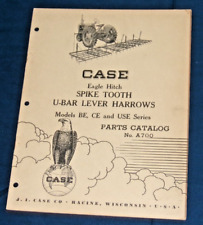 CASE
Eagle Hitch
SPIKE TOOTH
U-BAR LEVER HARROWS
Models BE, CE and USE Series
PARTS CATALOG
No. A700
CASE
J. I. CASE CO. - RACINE, WISCONSIN - U.S.A.